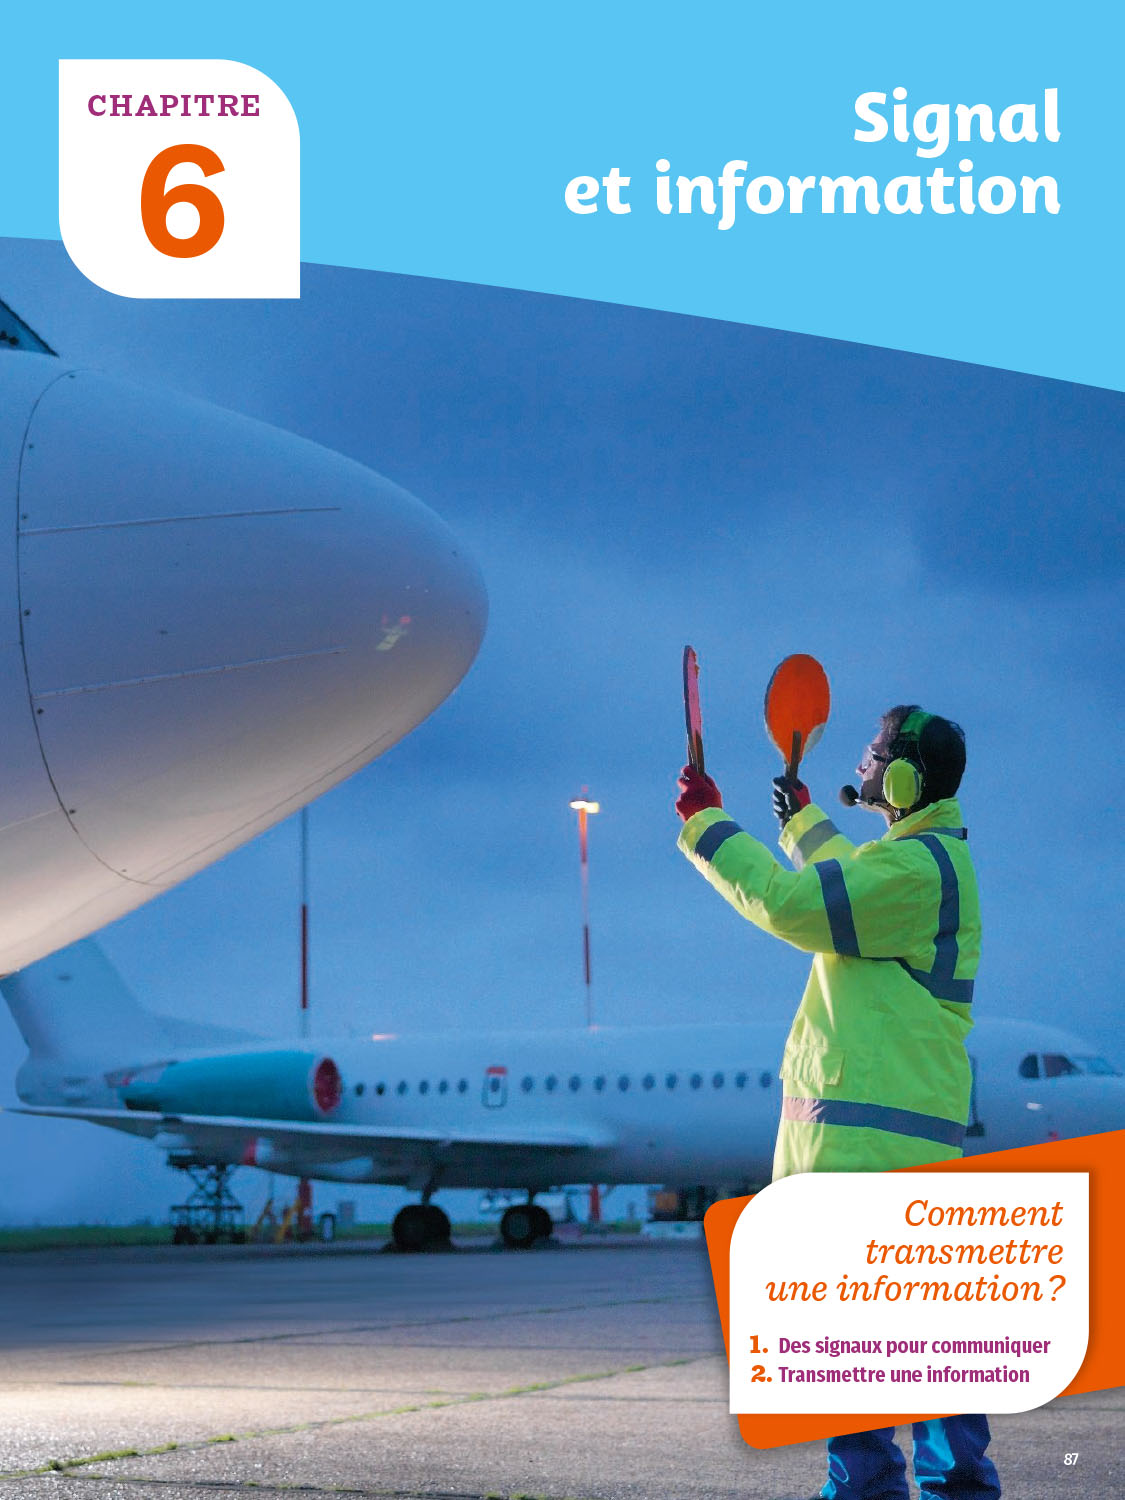 CHAPITRE
6
Signal
et information
Comment
transmettre
une information ?
1. Des signaux pour communiquer
2. Transmettre une information
87